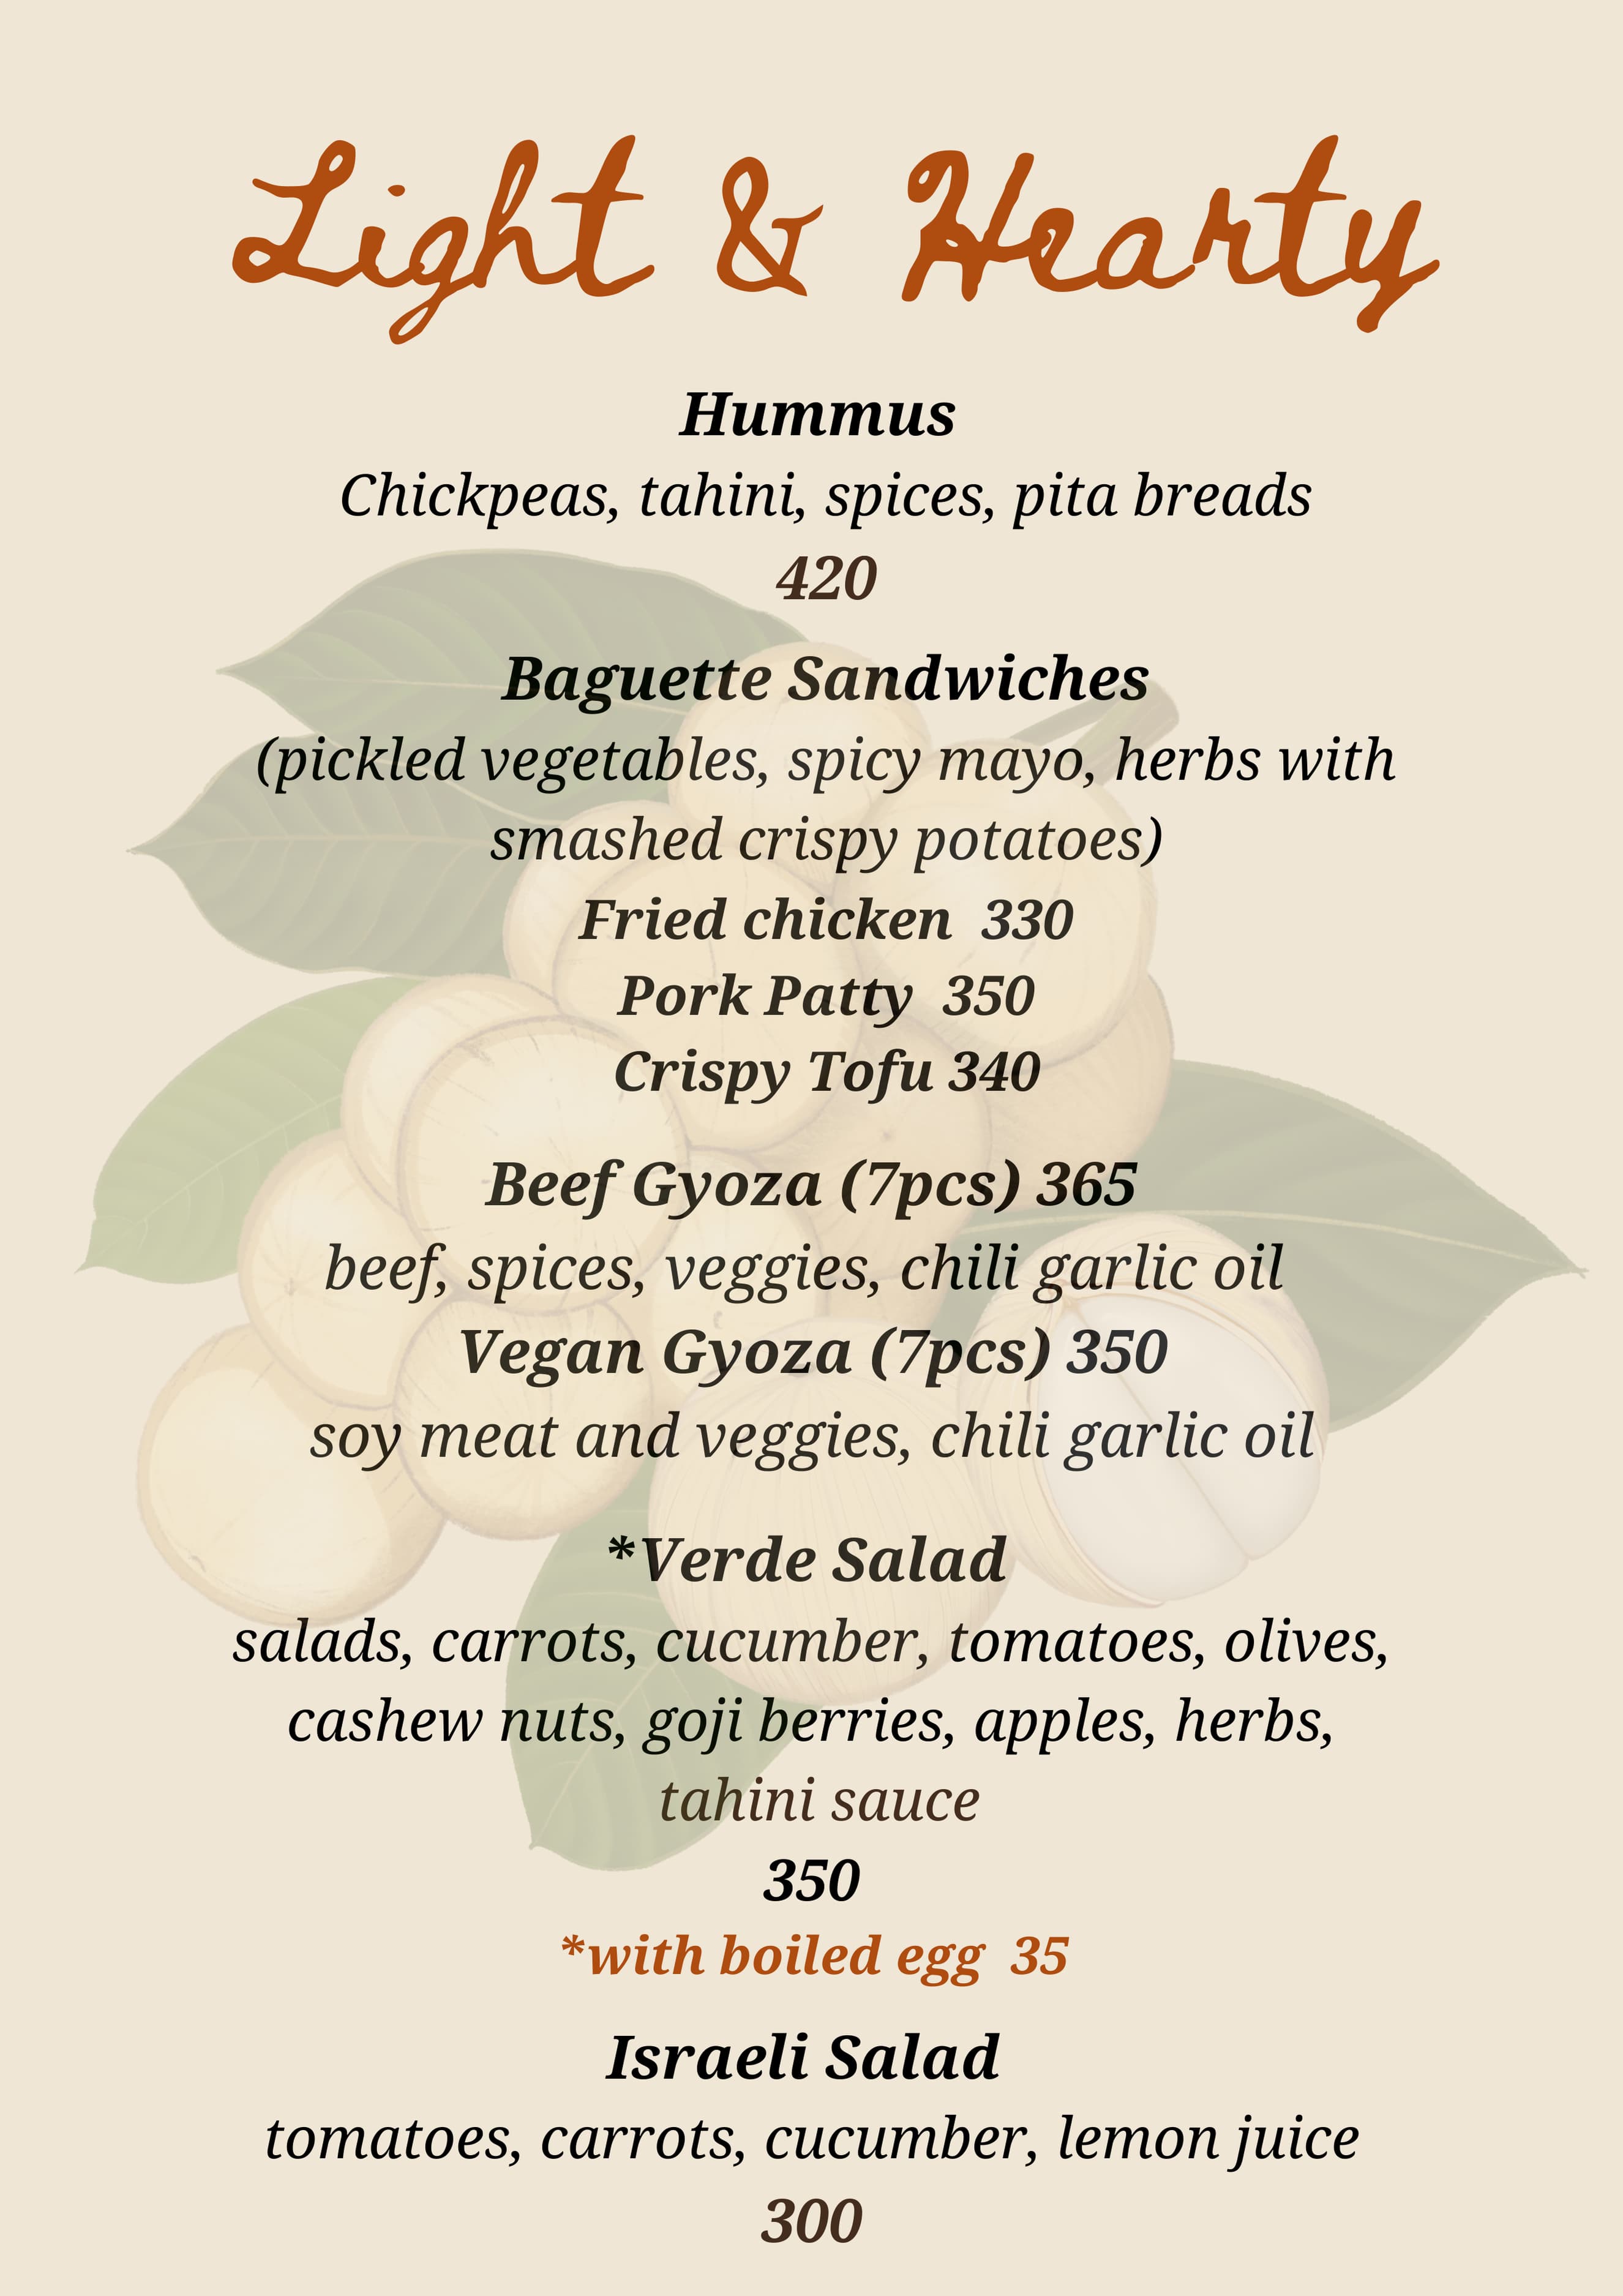 Light & Hearty
Hummus
Chickpeas, tahini, spices, pita breads
420
Baguette Sandwiches
(pickled vegetables, spicy mayo, herbs with
smashed crispy potatoes)
Fried chicken 330
Pork Patty 350
Crispy Tofu 340
Beef Gyoza (7pcs) 365
beef, spices, veggies, chili garlic oil
Vegan Gyoza (7pcs) 350
soy meat and veggies, chili garlic oil
*Verde Salad
salads, carrots, cucumber, tomatoes, olives,
cashew nuts, goji berries, apples, herbs,
tahini sauce
350
*with boiled egg 35
Israeli Salad
tomatoes, carrots, cucumber, lemon juice
300